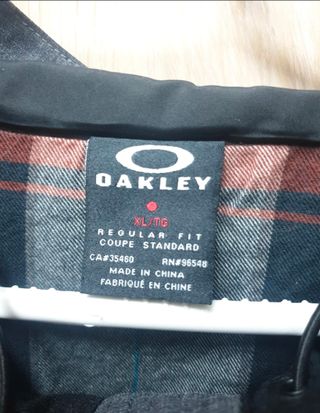 OAKLEY
XL/TG
REGULAR FIT
COUPE STANDARD
CA#35460 RN#96548
MADE IN CHINA
FABRIQUÉ EN CHINE